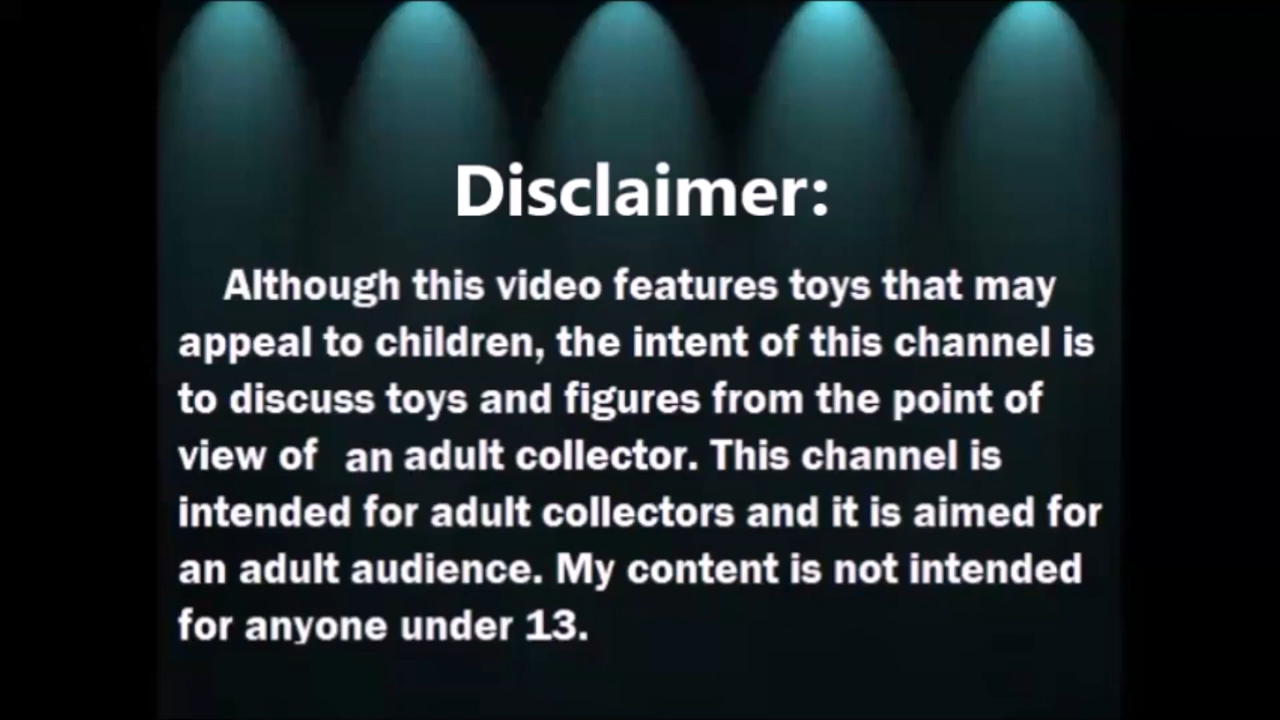 Disclaimer:
Although this video features toys that may
appeal to children, the intent of this channel is
to discuss toys and figures from the point of
view of an adult collector. This channel is
intended for adult collectors and it is aimed for
an adult audience. My content is not intended
for anyone under 13.